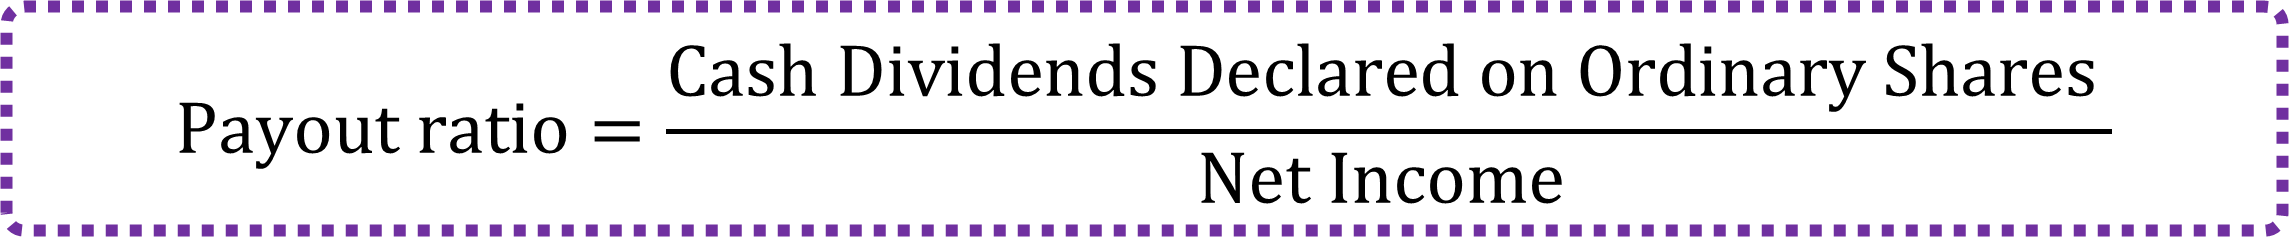 Payout ratio = Cash Dividends Declared on Ordinary Shares
Net Income